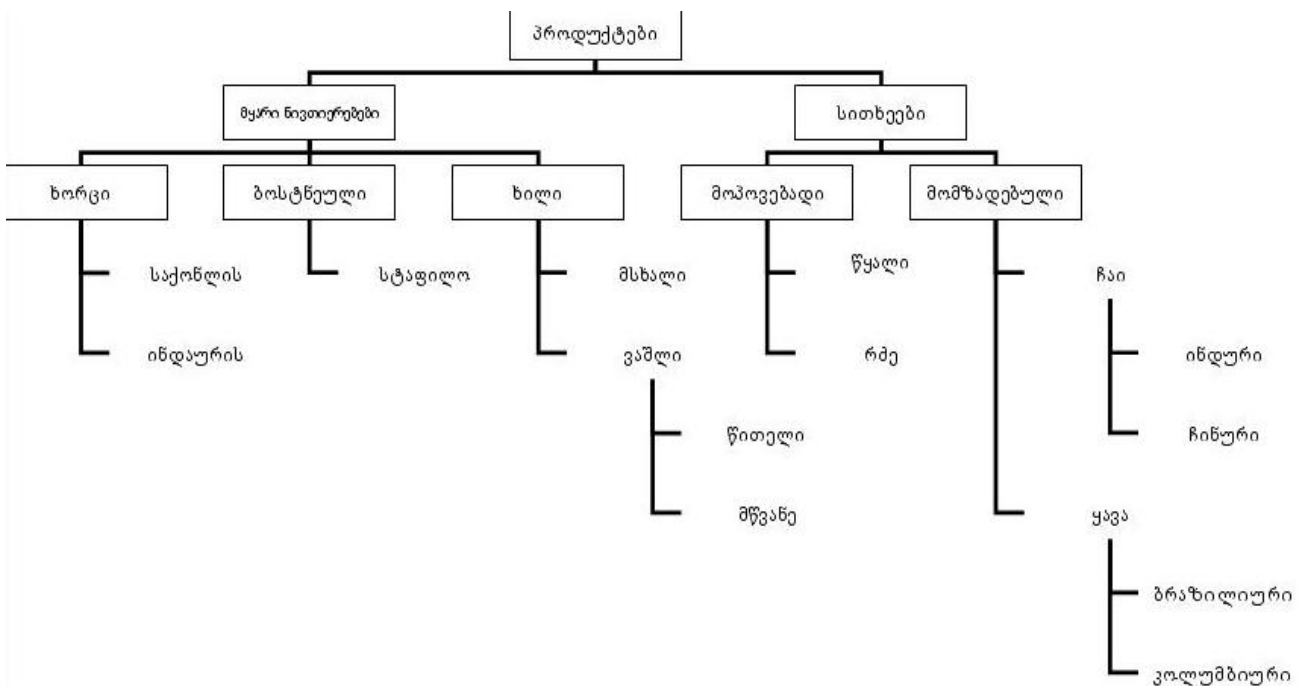 პროდუქტები
მყარი ნივთიერებები
სითხეები
ხორცი
ბოსტნეული
ხილი
მოპოვებადი
მომზადებული
საქონლის
სტაფილო
მსხალი
წყალი
ჩაი
ინდაურის
ვაშლი
რძე
ინდური
წითელი
ჩინური
მწვანე
ყავა
ბრაზილიური
კოლუმბიური